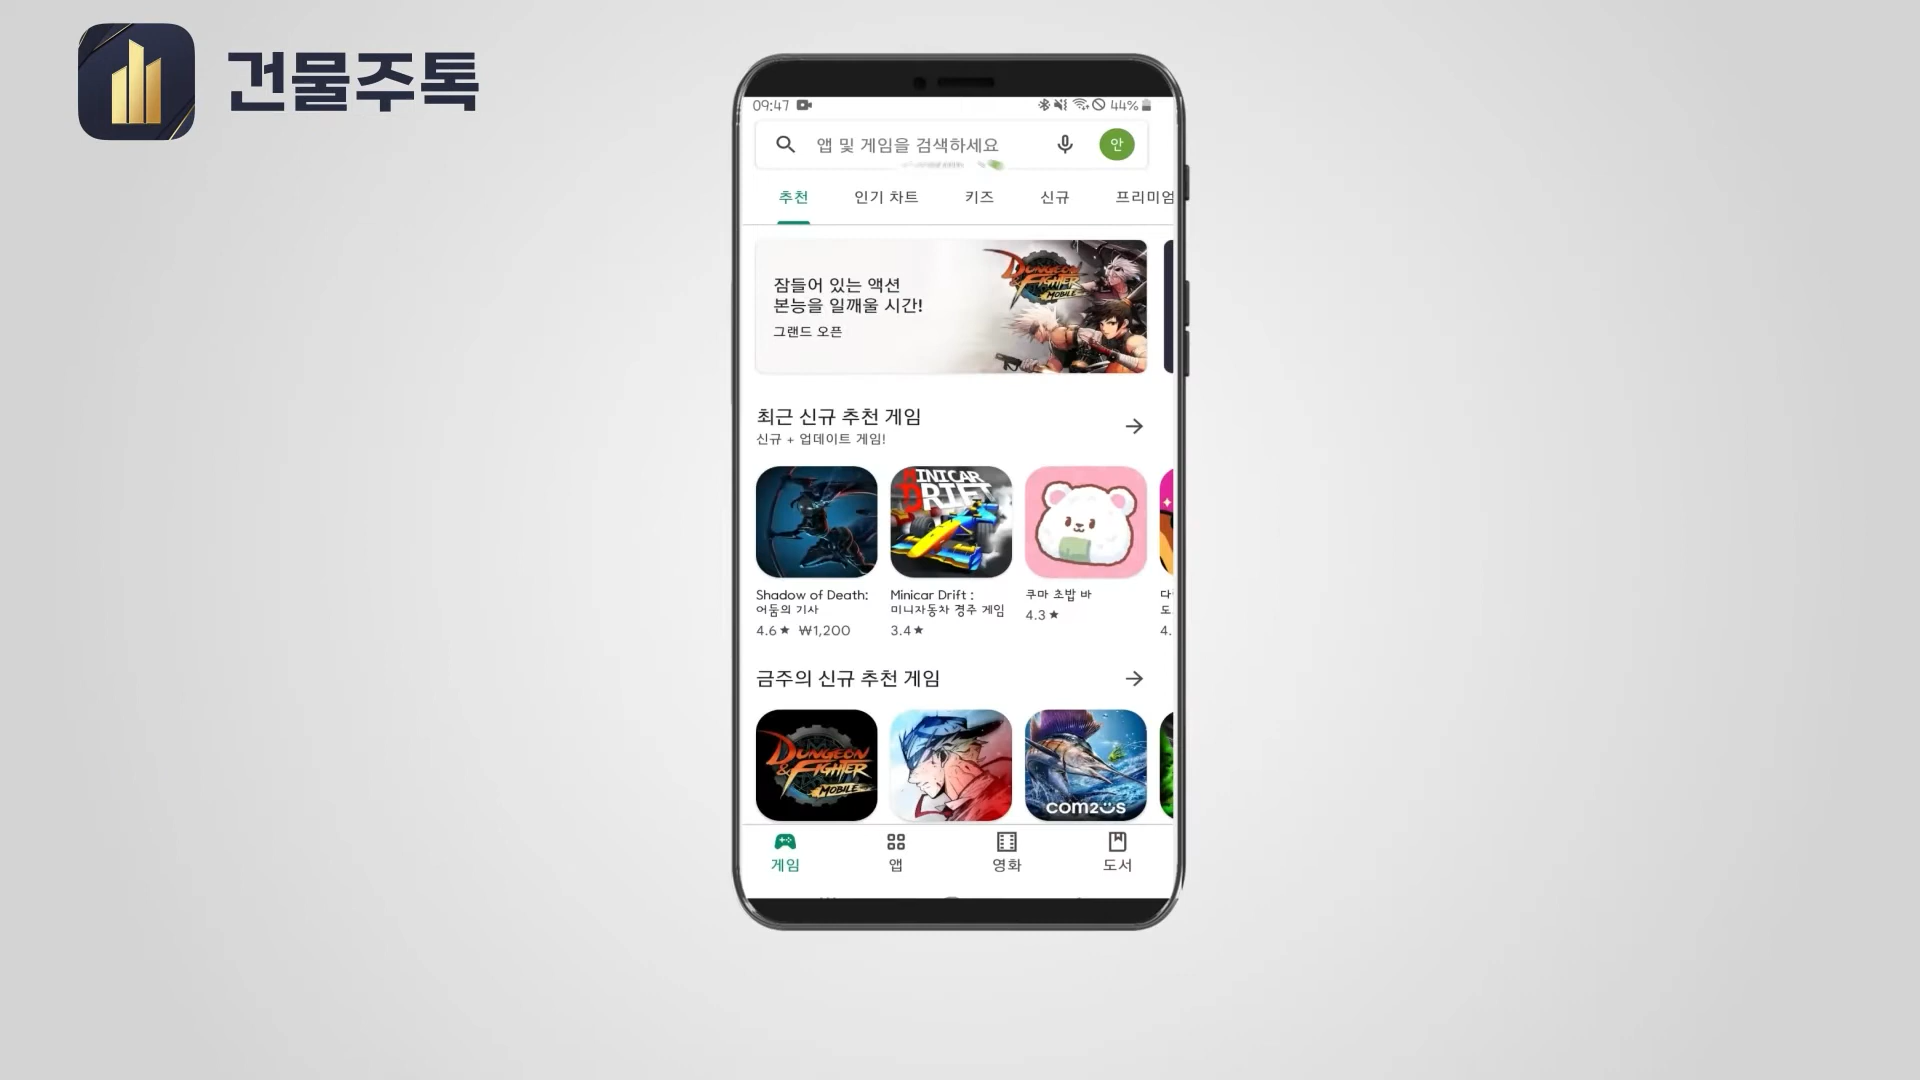 건물주톡
09:47
44%
앱 및 게임을 검색하세요
안
추천 인기 차트 키즈 신규 프리미엄
잠들어 있는 액션
본능을 일깨울 시간!
그랜드 오픈
DUNGEON
& FIGHTER
MOBILE
최근 신규 추천 게임
신규 + 업데이트 게임!
MINICAR
DRIFT
Shadow of Death:
어둠의 기사
4.6★ ₩1,200
Minicar Drift :
미니자동차 경주 게임
3.4★
쿠마 초밥 바
4.3★
다
도
4.
금주의 신규 추천 게임
DUNGEON
& FIGHTER
MOBILE
com2us
게임 앱 영화 도서